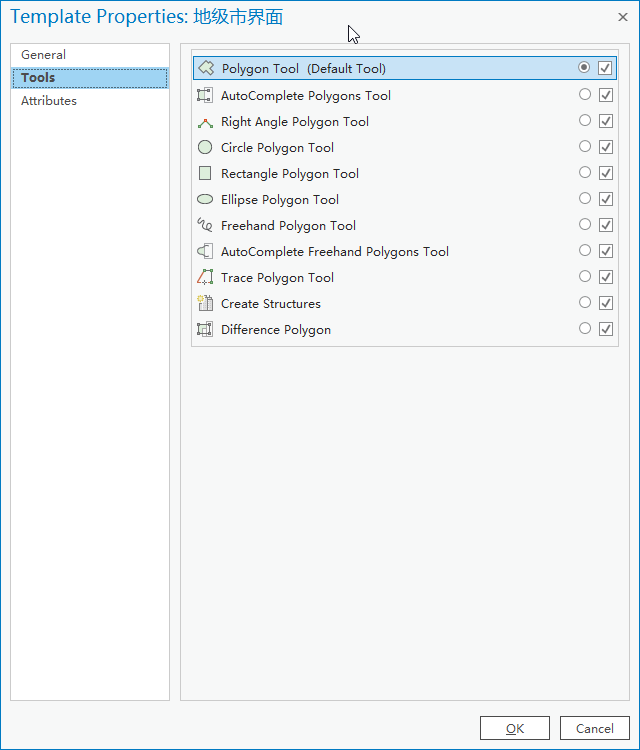 Template Properties: 地级市界面
General
Tools
Attributes
Polygon Tool (Default Tool)
AutoComplete Polygons Tool
Right Angle Polygon Tool
Circle Polygon Tool
Rectangle Polygon Tool
Ellipse Polygon Tool
Freehand Polygon Tool
AutoComplete Freehand Polygons Tool
Trace Polygon Tool
Create Structures
Difference Polygon
OK Cancel